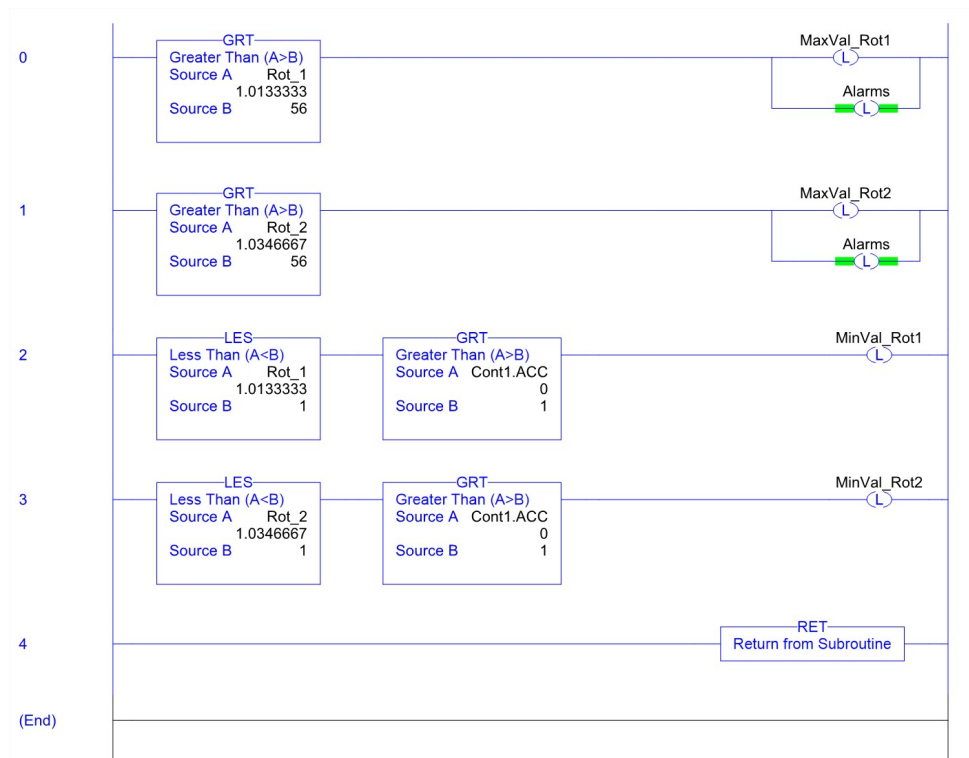 0
GRT
Greater Than (A>B)
Source A Rot_1
1.0133333
Source B 56
MaxVal_Rot1
L
Alarms
L
1
GRT
Greater Than (A>B)
Source A Rot_2
1.0346667
Source B 56
MaxVal_Rot2
L
Alarms
L
2
LES
Less Than (A<B)
Source A Rot_1
1.0133333
Source B 1
GRT
Greater Than (A>B)
Source A Cont1.ACC
0
Source B 1
MinVal_Rot1
L
3
LES
Less Than (A<B)
Source A Rot_2
1.0346667
Source B 1
GRT
Greater Than (A>B)
Source A Cont1.ACC
0
Source B 1
MinVal_Rot2
L
4
RET
Return from Subroutine
(End)